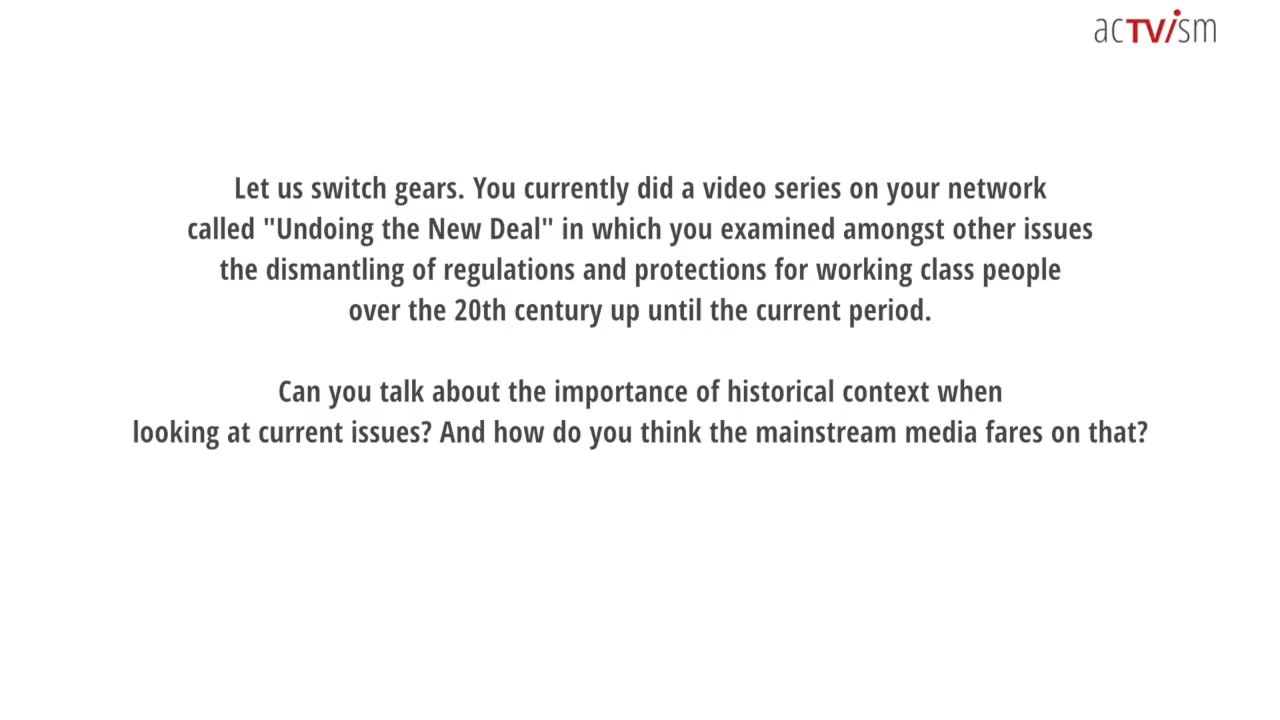 acTVism
Let us switch gears. You currently did a video series on your network
called "Undoing the New Deal" in which you examined amongst other issues
the dismantling of regulations and protections for working class people
over the 20th century up until the current period.
Can you talk about the importance of historical context when
looking at current issues? And how do you think the mainstream media fares on that?